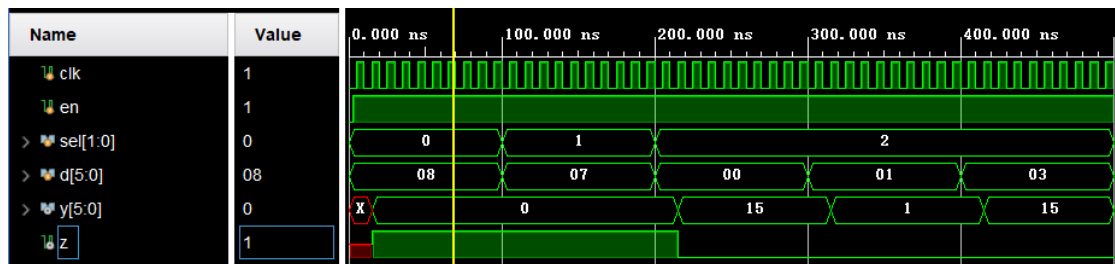 Name Value 0.000 ns 100.000 ns 200.000 ns 300.000 ns 400.000 ns
clk 1
en 1
sel[1:0] 0 0 1 2
d[5:0] 08 08 07 00 01 03
y[5:0] 0 X 0 15 1 15
z 1